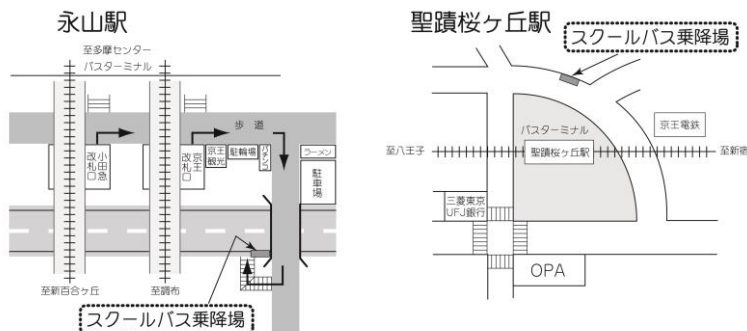 永山駅
至多摩センター
バスターミナル
歩道
小田急
改札口
京王
改札口
京王
観光
駐輪場
パチンコ
ラーメン
駐車場
至新百合ヶ丘
至調布
スクールバス乗降場
聖蹟桜ヶ丘駅
スクールバス乗降場
バスターミナル
京王電鉄
至八王子
聖蹟桜ヶ丘駅
至新宿
三菱東京
UFJ銀行
OPA